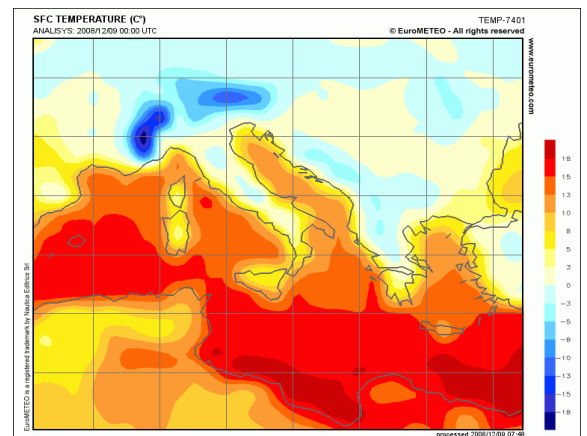 SFC TEMPERATURE (C°)
TEMP-7401
ANALISYS: 2008/12/09 00:00 UTC
© EuroMETEO - All rights reserved
www.eurometeo.com
EuroMETEO is a registered trademark by Nautica Editrice Srl
18
15
13
10
8
5
3
0
-3
-5
-8
-10
-13
-15
-18
processed 2008/12/09 07:48